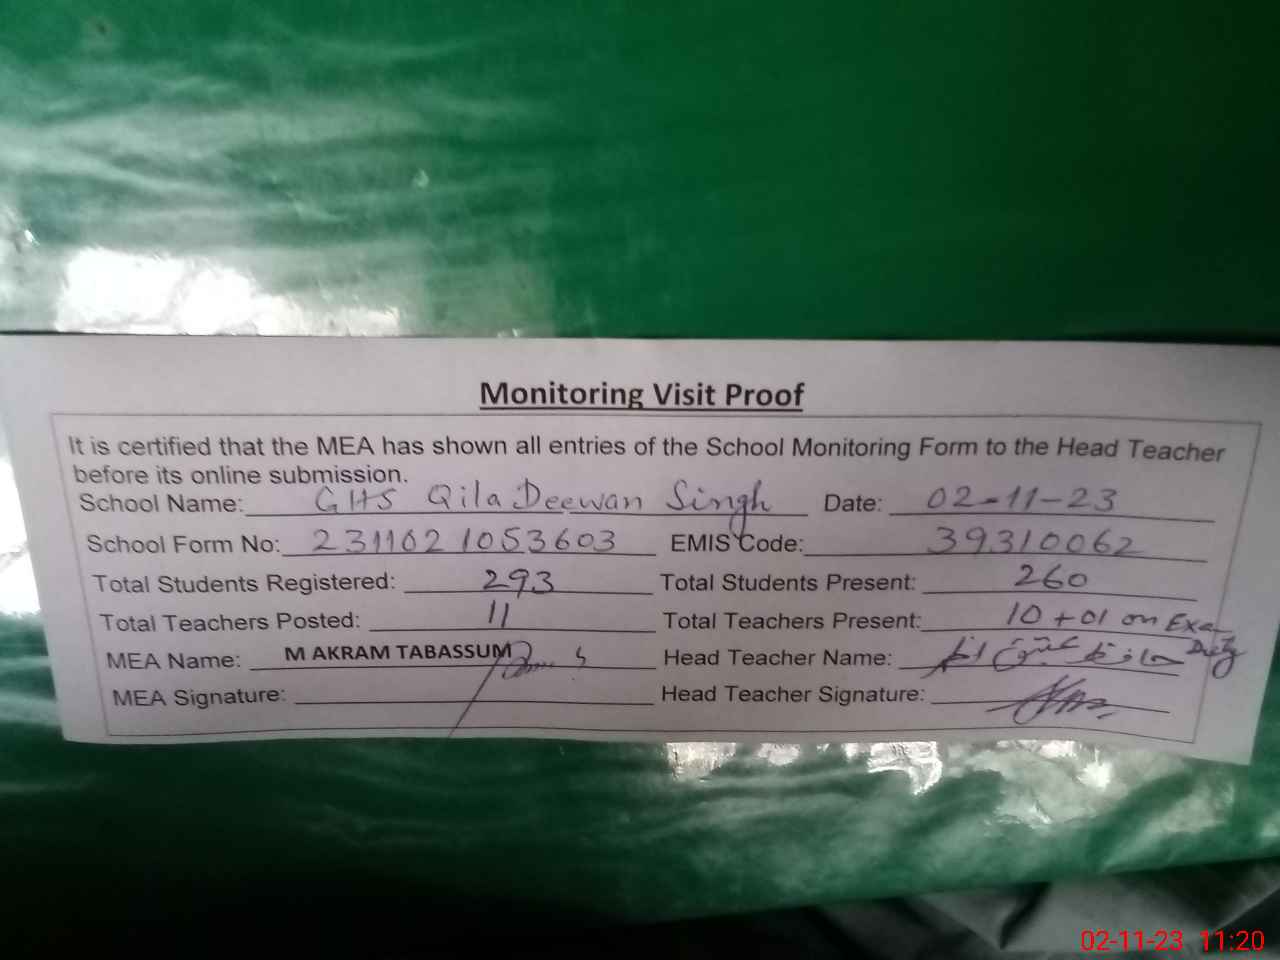 Monitoring Visit Proof
It is certified that the MEA has shown all entries of the School Monitoring Form to the Head Teacher
before its online submission.
School Name: GHS Qila Deewan Singh Date: 02-11-23
School Form No: 2311021053603 EMIS Code: 39310062
Total Students Registered: 293 Total Students Present: 260
Total Teachers Posted: 11 Total Teachers Present: 10 + 01 on Exam Duty
MEA Name: M AKRAM TABASSUM Head Teacher Name: حافظ
MEA Signature: Head Teacher Signature:
02-11-23 11:20